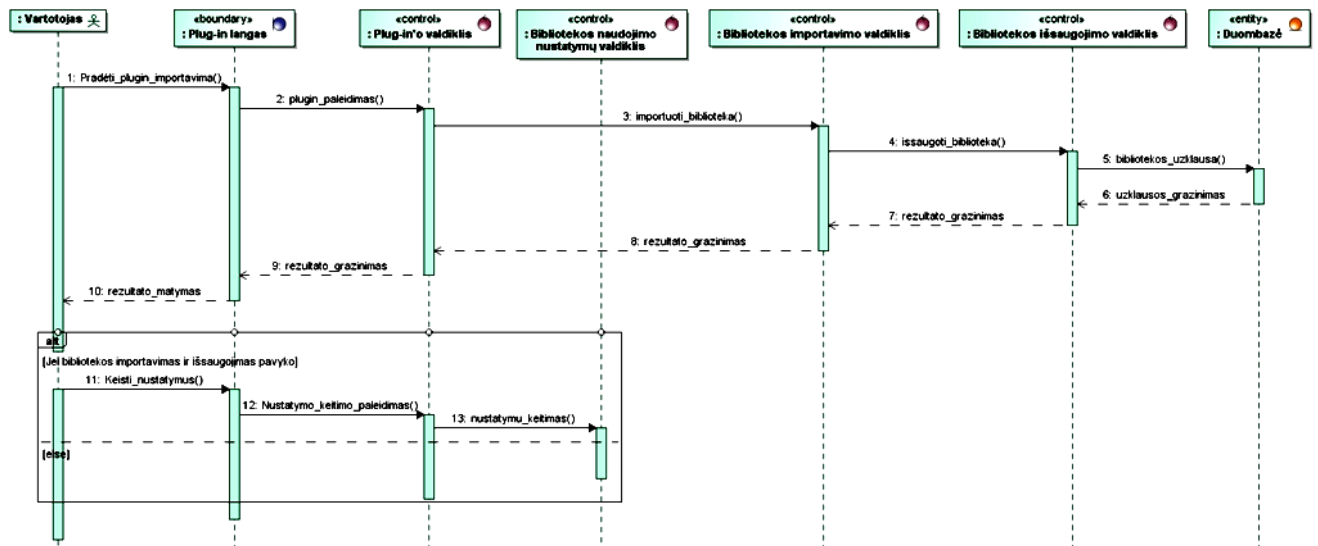 : Vartotojas
«boundary»
: Plug-in langas
«control»
: Plug-in'o valdiklis
«control»
: Bibliotekos naudojimo
nustatymų valdiklis
«control»
: Bibliotekos importavimo valdiklis
«control»
: Bibliotekos išsaugojimo valdiklis
«entity»
: Duombazė
1: Pradėti_plugin_importavima()
2: plugin_paleidimas()
3: importuoti_biblioteka()
4: issaugoti_biblioteka()
5: bibliotekos_uzklausa()
6: uzklausos_grazinimas
7: rezultato_grazinimas
8: rezultato_grazinimas
9: rezultato_grazinimas
10: rezultato_matymas
alt
[Jei bibliotekos importavimas ir išsaugojimas pavyko]
11: Keisti_nustatymus()
12: Nustatymo_keitimo_paleidimas()
13: nustatymu_keitimas()
[else]